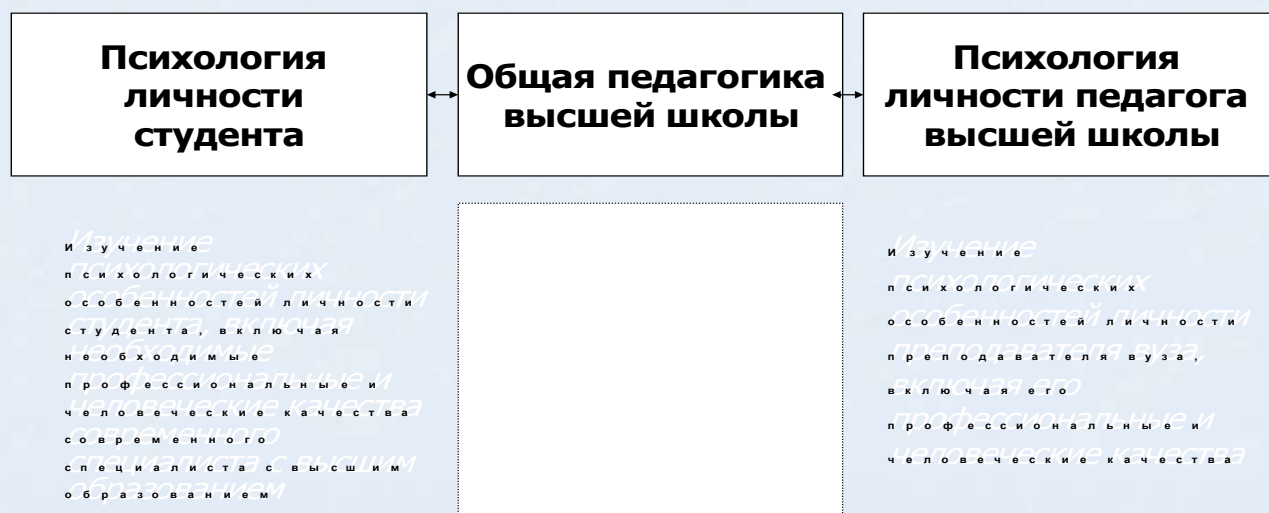 Психология
личности
студента
Общая педагогика
высшей школы
Психология
личности педагога
высшей школы
Изучение
психологических
особенностей личности
студента, включая
необходимые
профессиональные и
человеческие качества
современного
специалиста с высшим
образованием
Изучение
психологических
особенностей личности
преподавателя вуза,
включая его
профессиональные и
человеческие качества